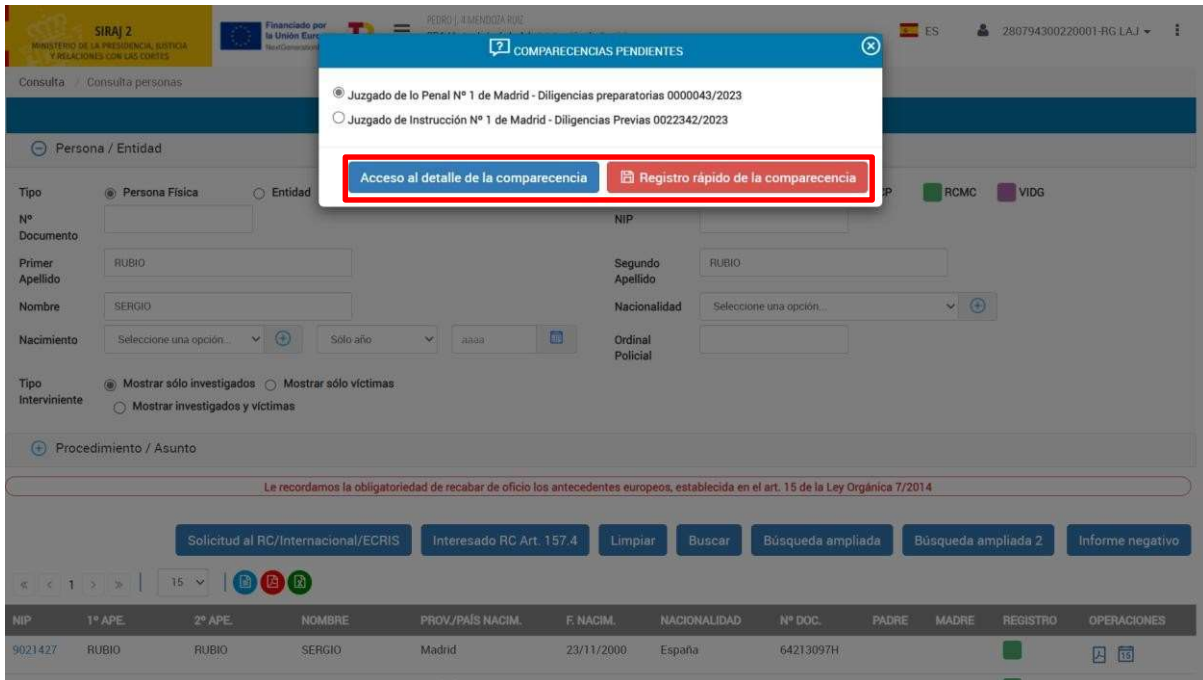 SIRAJ 2
MINISTERIO DE LA PRESIDENCIA, JUSTICIA
Y RELACIONES CON LAS CORTES
Financiado por
la Unión Euro
NextGeneration
ES
280794300220001-RG LAJ
COMPARECENCIAS PENDIENTES
Consulta / Consulta personas
Juzgado de lo Penal Nº 1 de Madrid - Diligencias preparatorias 0000043/2023
Juzgado de Instrucción Nº 1 de Madrid - Diligencias Previas 0022342/2023
Acceso al detalle de la comparecencia
Registro rápido de la comparecencia
Persona / Entidad
Tipo Persona Física Entidad RCMC VIDG
Nº
Documento
NIP
Primer
Apellido
RUBIO
Segundo
Apellido
RUBIO
Nombre SERGIO Nacionalidad Seleccione una opción...
Nacimiento Seleccione una opción... Sólo año aaaa
Ordinal
Policial
Tipo
Interviniente
Mostrar sólo investigados Mostrar sólo víctimas
Mostrar investigados y víctimas
Procedimiento / Asunto
Le recordamos la obligatoriedad de recabar de oficio los antecedentes europeos, establecida en el art. 15 de la Ley Orgánica 7/2014
Solicitud al RC/Internacional/ECRIS Interesado RC Art. 157.4 Limpiar Buscar Búsqueda ampliada Búsqueda ampliada 2 Informe negativo
« < 1 > » 15
NIP 1º APE. 2º APE. NOMBRE PROV./PAÍS NACIM. F. NACIM. NACIONALIDAD Nº DOC. PADRE MADRE REGISTRO OPERACIONES
9021427 RUBIO RUBIO SERGIO Madrid 23/11/2000 España 64213097H